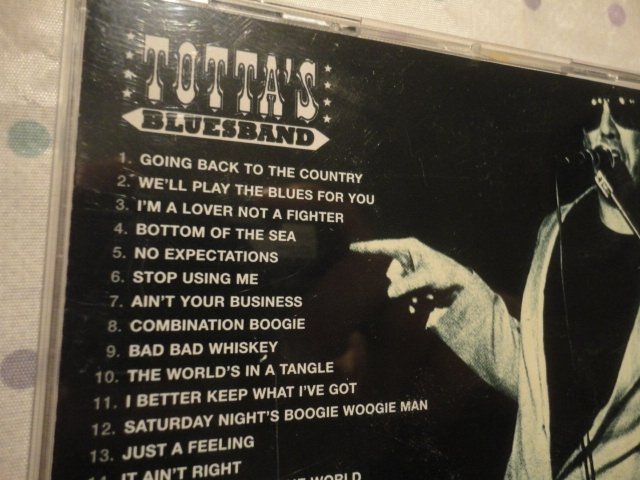 TOTTA'S
BLUESBAND
1. GOING BACK TO THE COUNTRY
2. WE'LL PLAY THE BLUES FOR YOU
3. I'M A LOVER NOT A FIGHTER
4. BOTTOM OF THE SEA
5. NO EXPECTATIONS
6. STOP USING ME
7. AIN'T YOUR BUSINESS
8. COMBINATION BOOGIE
9. BAD BAD WHISKEY
10. THE WORLD'S IN A TANGLE
11. I BETTER KEEP WHAT I'VE GOT
12. SATURDAY NIGHT'S BOOGIE WOOGIE MAN
13. JUST A FEELING
14. IT AIN'T RIGHT
WORLD